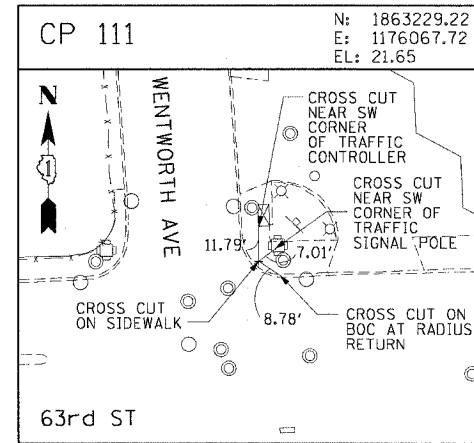 CP 111
N: 1863229.22
E: 1176067.72
EL: 21.65
N
1
WENTWORTH AVE
CROSS CUT
NEAR SW
CORNER
OF TRAFFIC
CONTROLLER
CROSS CUT
NEAR SW
CORNER OF
TRAFFIC
SIGNAL POLE
11.79'
7.01'
CROSS CUT
ON SIDEWALK
8.78'
CROSS CUT ON
BOC AT RADIUS
RETURN
63rd ST